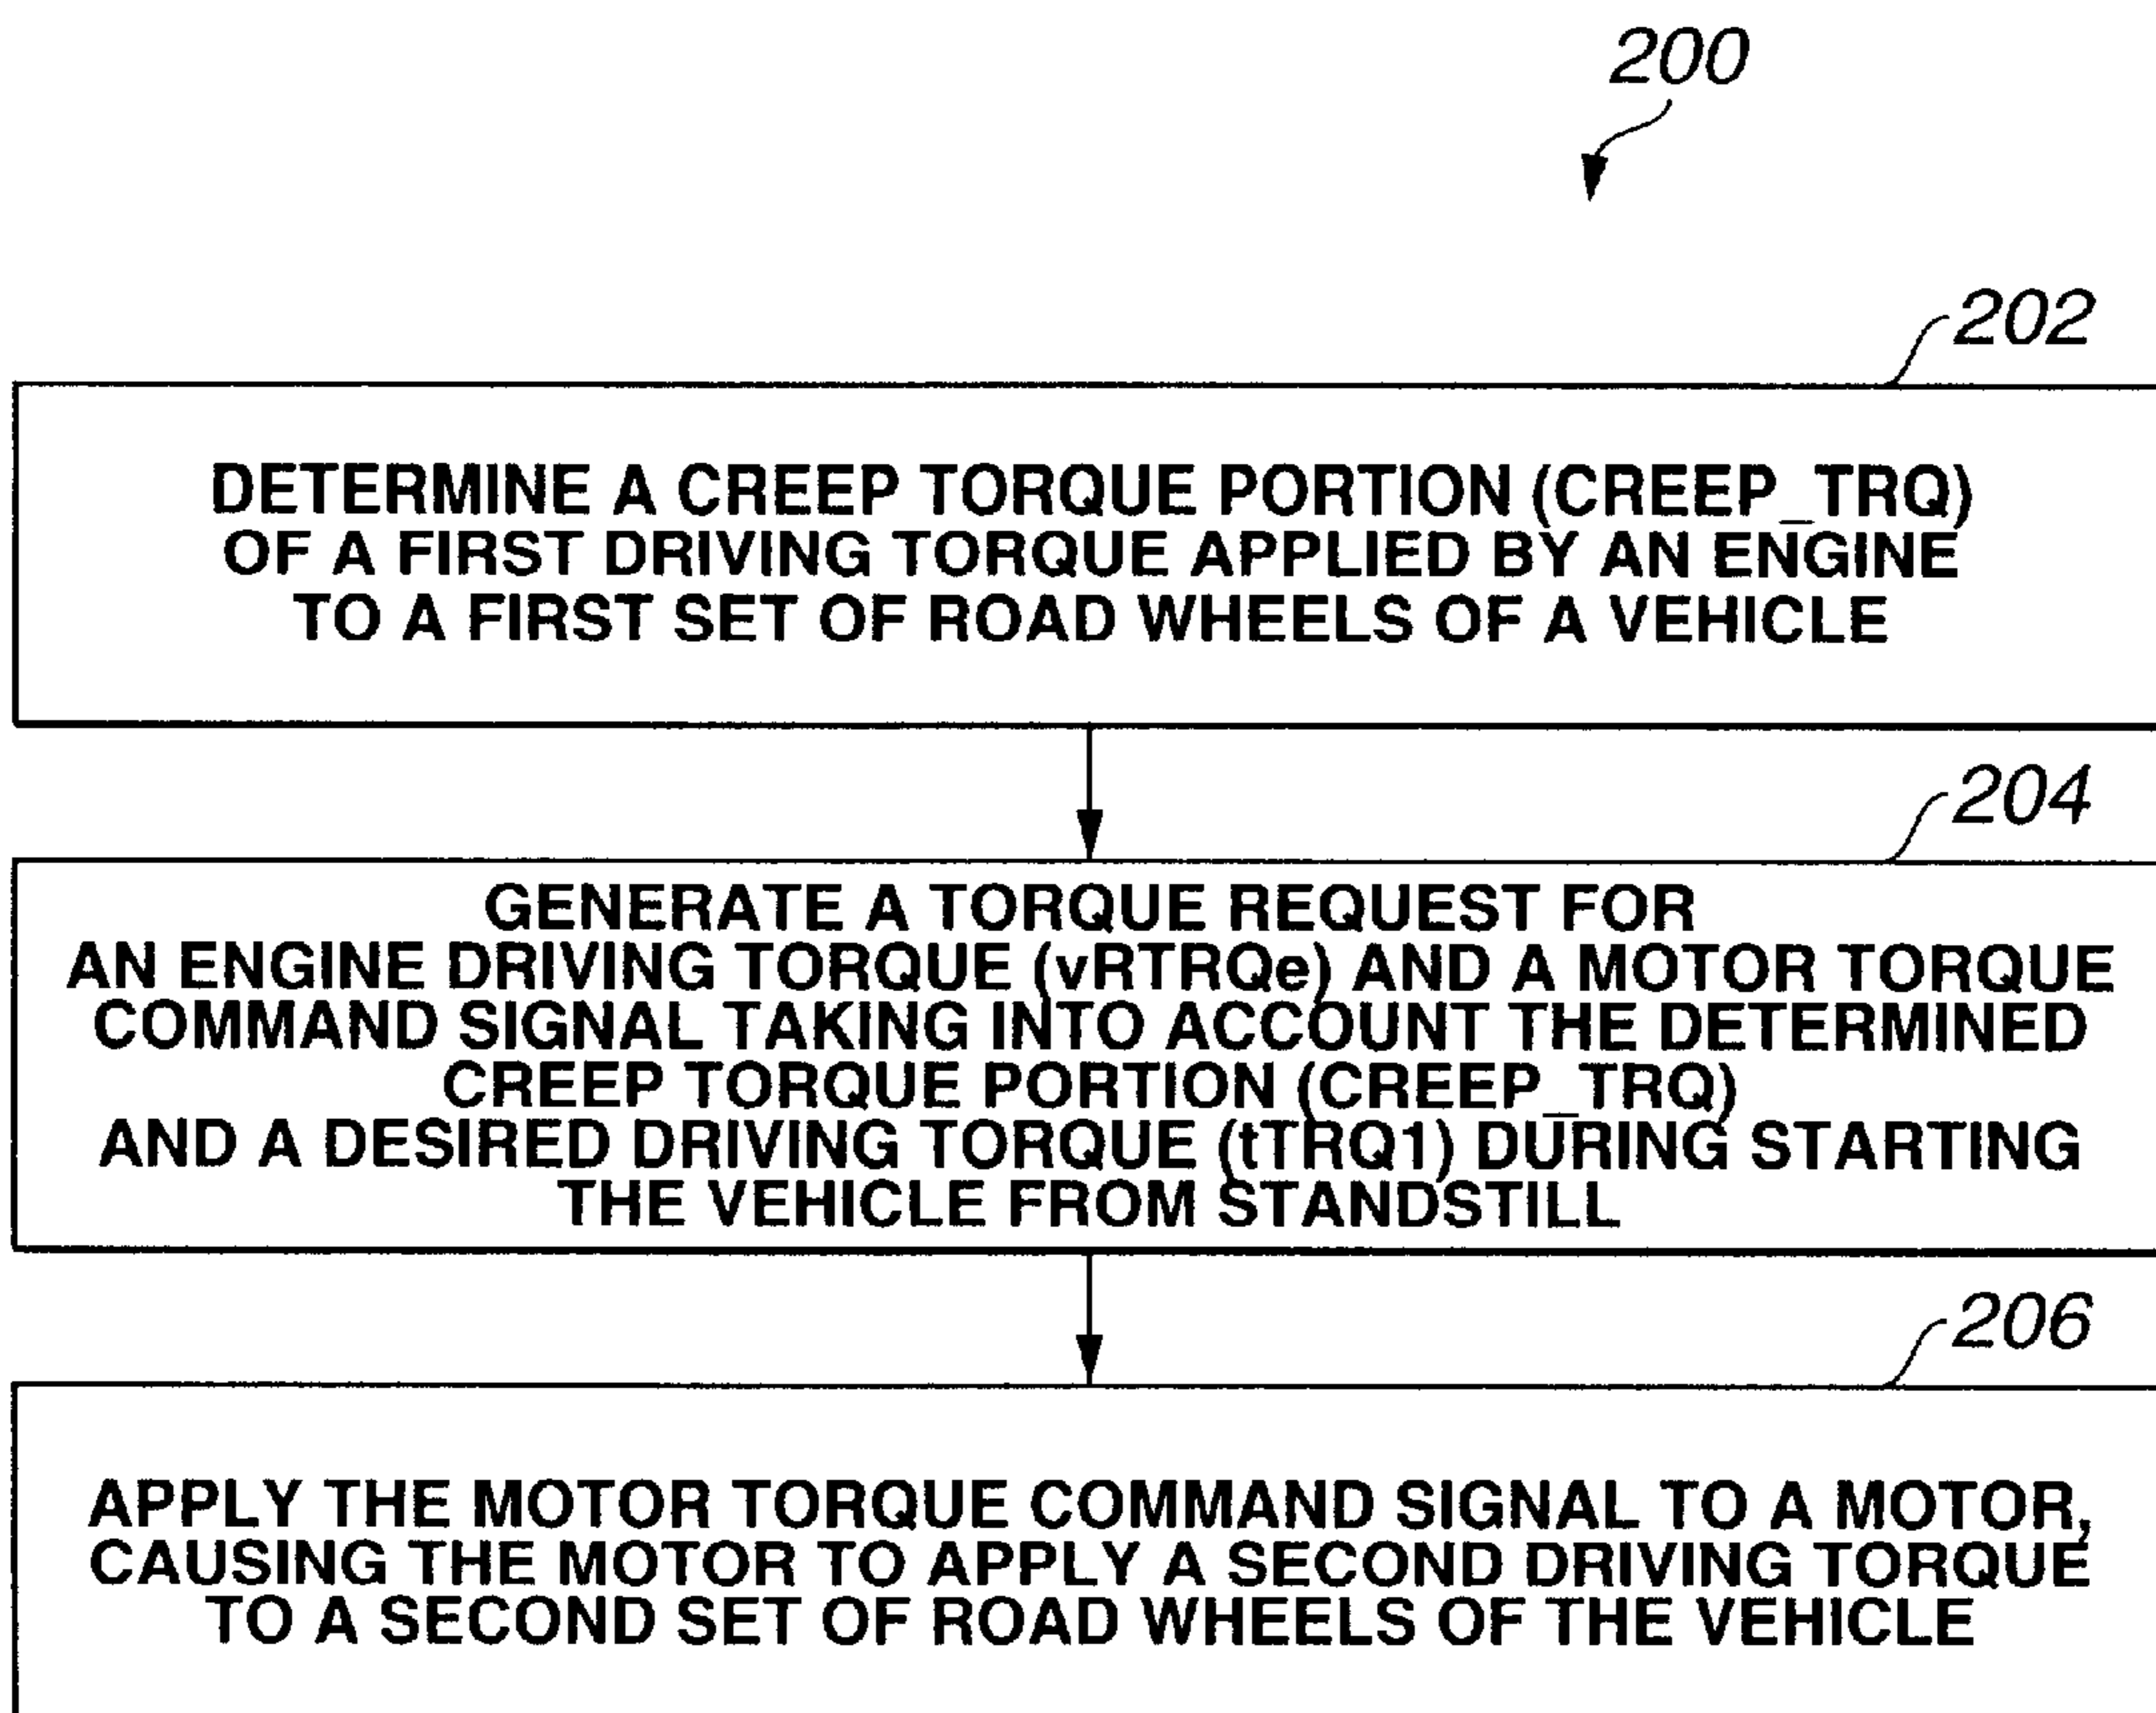 200
202
DETERMINE A CREEP TORQUE PORTION (CREEP_TRQ)
OF A FIRST DRIVING TORQUE APPLIED BY AN ENGINE
TO A FIRST SET OF ROAD WHEELS OF A VEHICLE
204
GENERATE A TORQUE REQUEST FOR
AN ENGINE DRIVING TORQUE (vRTRQe) AND A MOTOR TORQUE
COMMAND SIGNAL TAKING INTO ACCOUNT THE DETERMINED
CREEP TORQUE PORTION (CREEP_TRQ)
AND A DESIRED DRIVING TORQUE (tTRQ1) DURING STARTING
THE VEHICLE FROM STANDSTILL
206
APPLY THE MOTOR TORQUE COMMAND SIGNAL TO A MOTOR,
CAUSING THE MOTOR TO APPLY A SECOND DRIVING TORQUE
TO A SECOND SET OF ROAD WHEELS OF THE VEHICLE